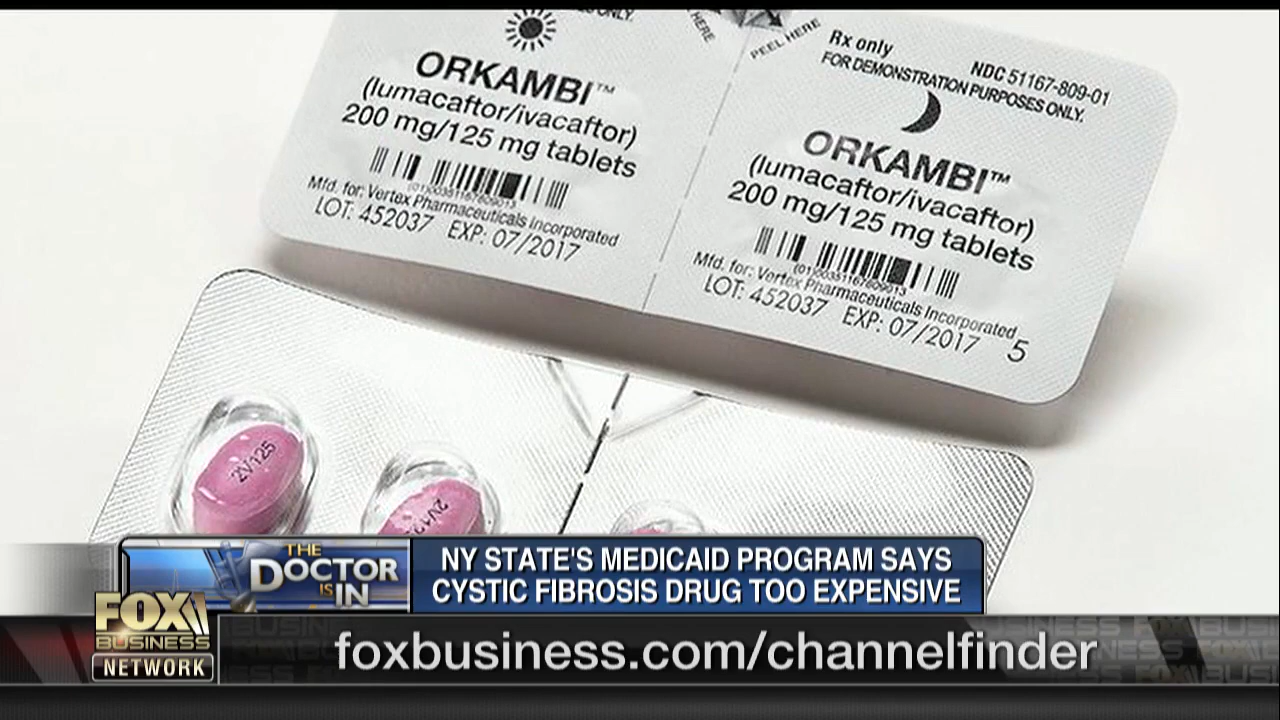 ONLY.
HERE
ORKAMBI™
(lumacaftor/ivacaftor)
200 mg/125 mg tablets
Mfd. for: Vertex Pharmaceuticals Incorporated
LOT: 452037 EXP: 07/2017
PEEL HERE
Rx only
NDC 51167-809-01
FOR DEMONSTRATION PURPOSES ONLY.
ORKAMBI™
(lumacaftor/ivacaftor)
200 mg/125 mg tablets
Mfd. for: Vertex Pharmaceuticals Incorporated
LOT: 452037 EXP: 07/2017
5
2V125
THE
DOCTOR
IS IN
NY STATE'S MEDICAID PROGRAM SAYS
CYSTIC FIBROSIS DRUG TOO EXPENSIVE
FOX
BUSINESS
NETWORK
foxbusiness.com/channelfinder